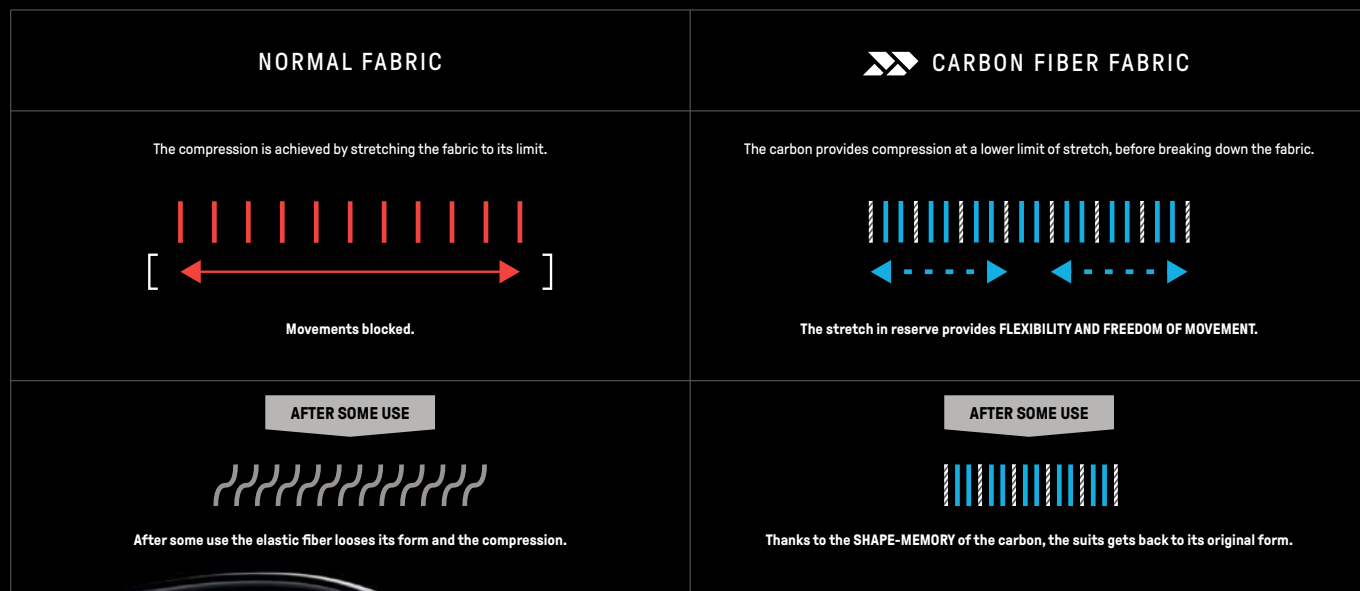 NORMAL FABRIC
CARBON FIBER FABRIC
The compression is achieved by stretching the fabric to its limit.
The carbon provides compression at a lower limit of stretch, before breaking down the fabric.
Movements blocked.
The stretch in reserve provides FLEXIBILITY AND FREEDOM OF MOVEMENT.
AFTER SOME USE
AFTER SOME USE
After some use the elastic fiber looses its form and the compression.
Thanks to the SHAPE-MEMORY of the carbon, the suits gets back to its original form.